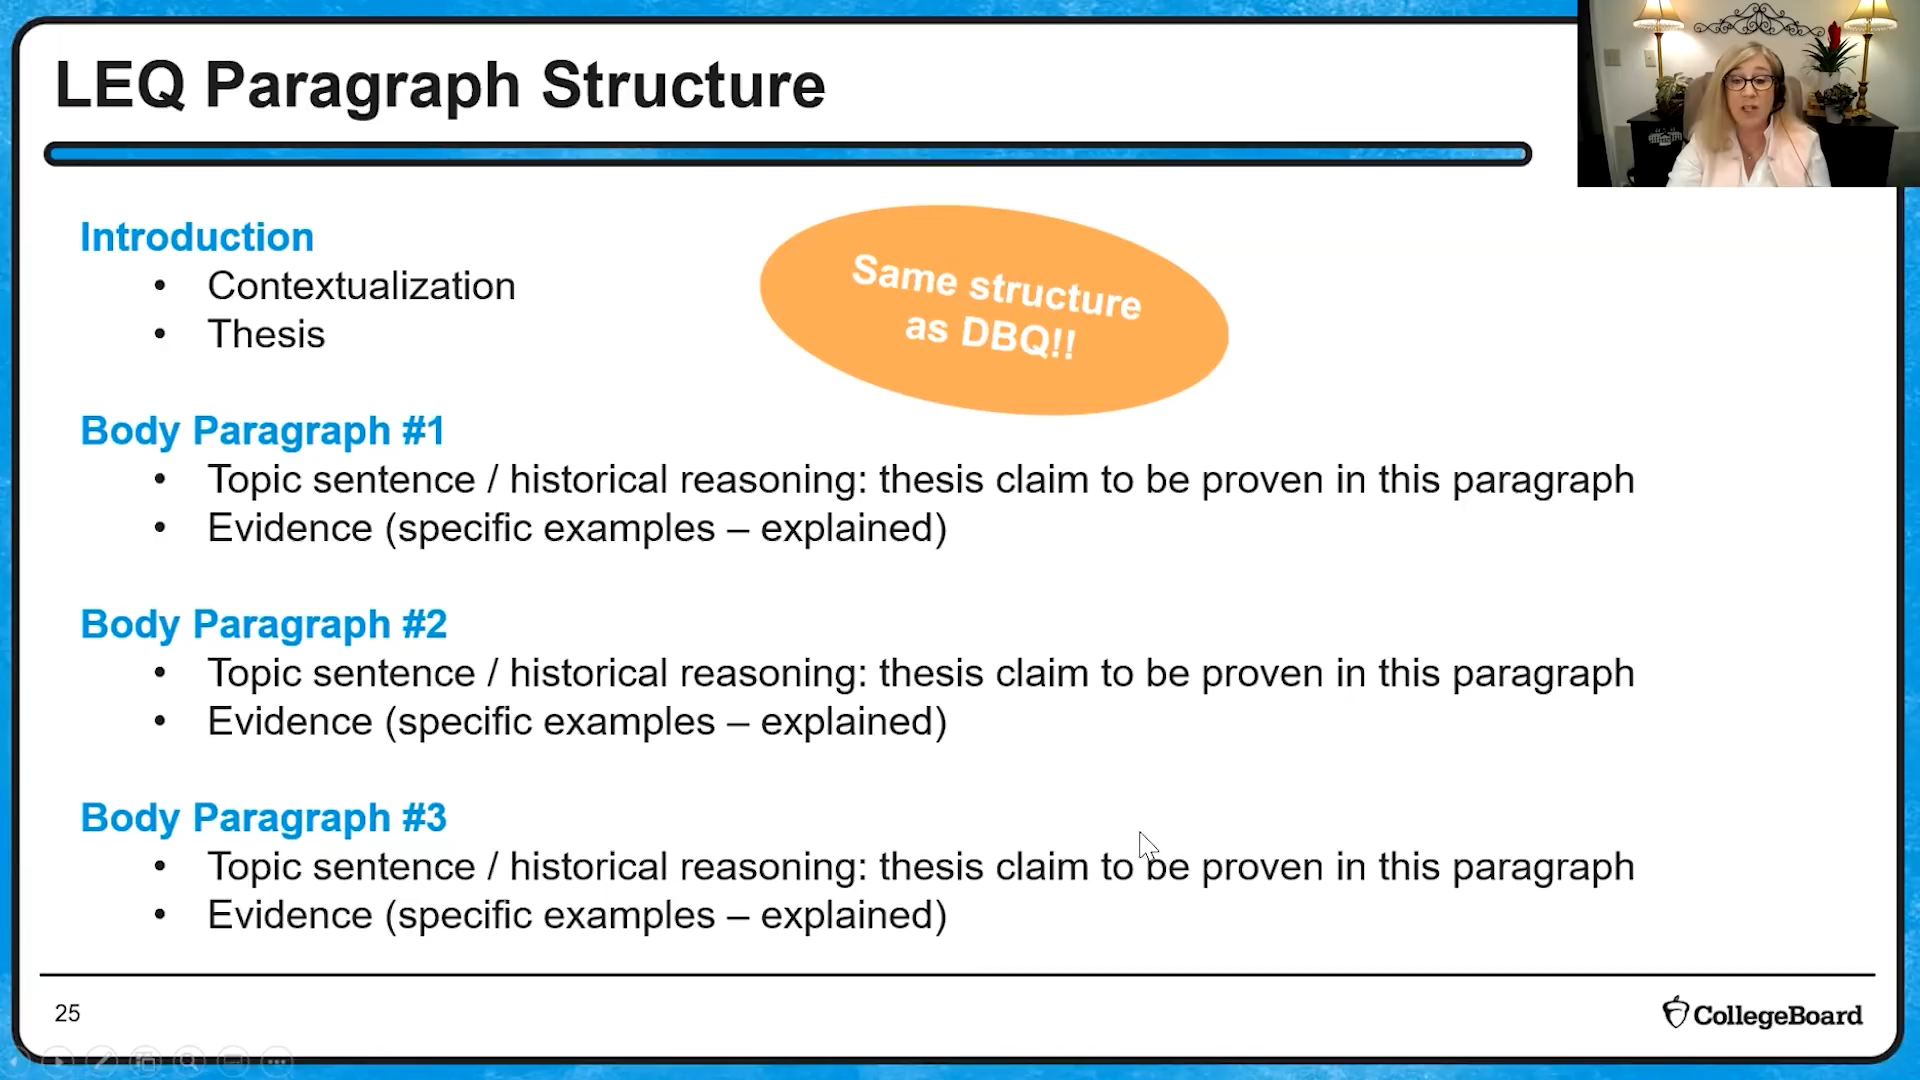 LEQ Paragraph Structure
Introduction
• Contextualization
• Thesis
Same structure
as DBQ!!
Body Paragraph #1
• Topic sentence / historical reasoning: thesis claim to be proven in this paragraph
• Evidence (specific examples – explained)
Body Paragraph #2
• Topic sentence / historical reasoning: thesis claim to be proven in this paragraph
• Evidence (specific examples – explained)
Body Paragraph #3
• Topic sentence / historical reasoning: thesis claim to be proven in this paragraph
• Evidence (specific examples – explained)
25
CollegeBoard